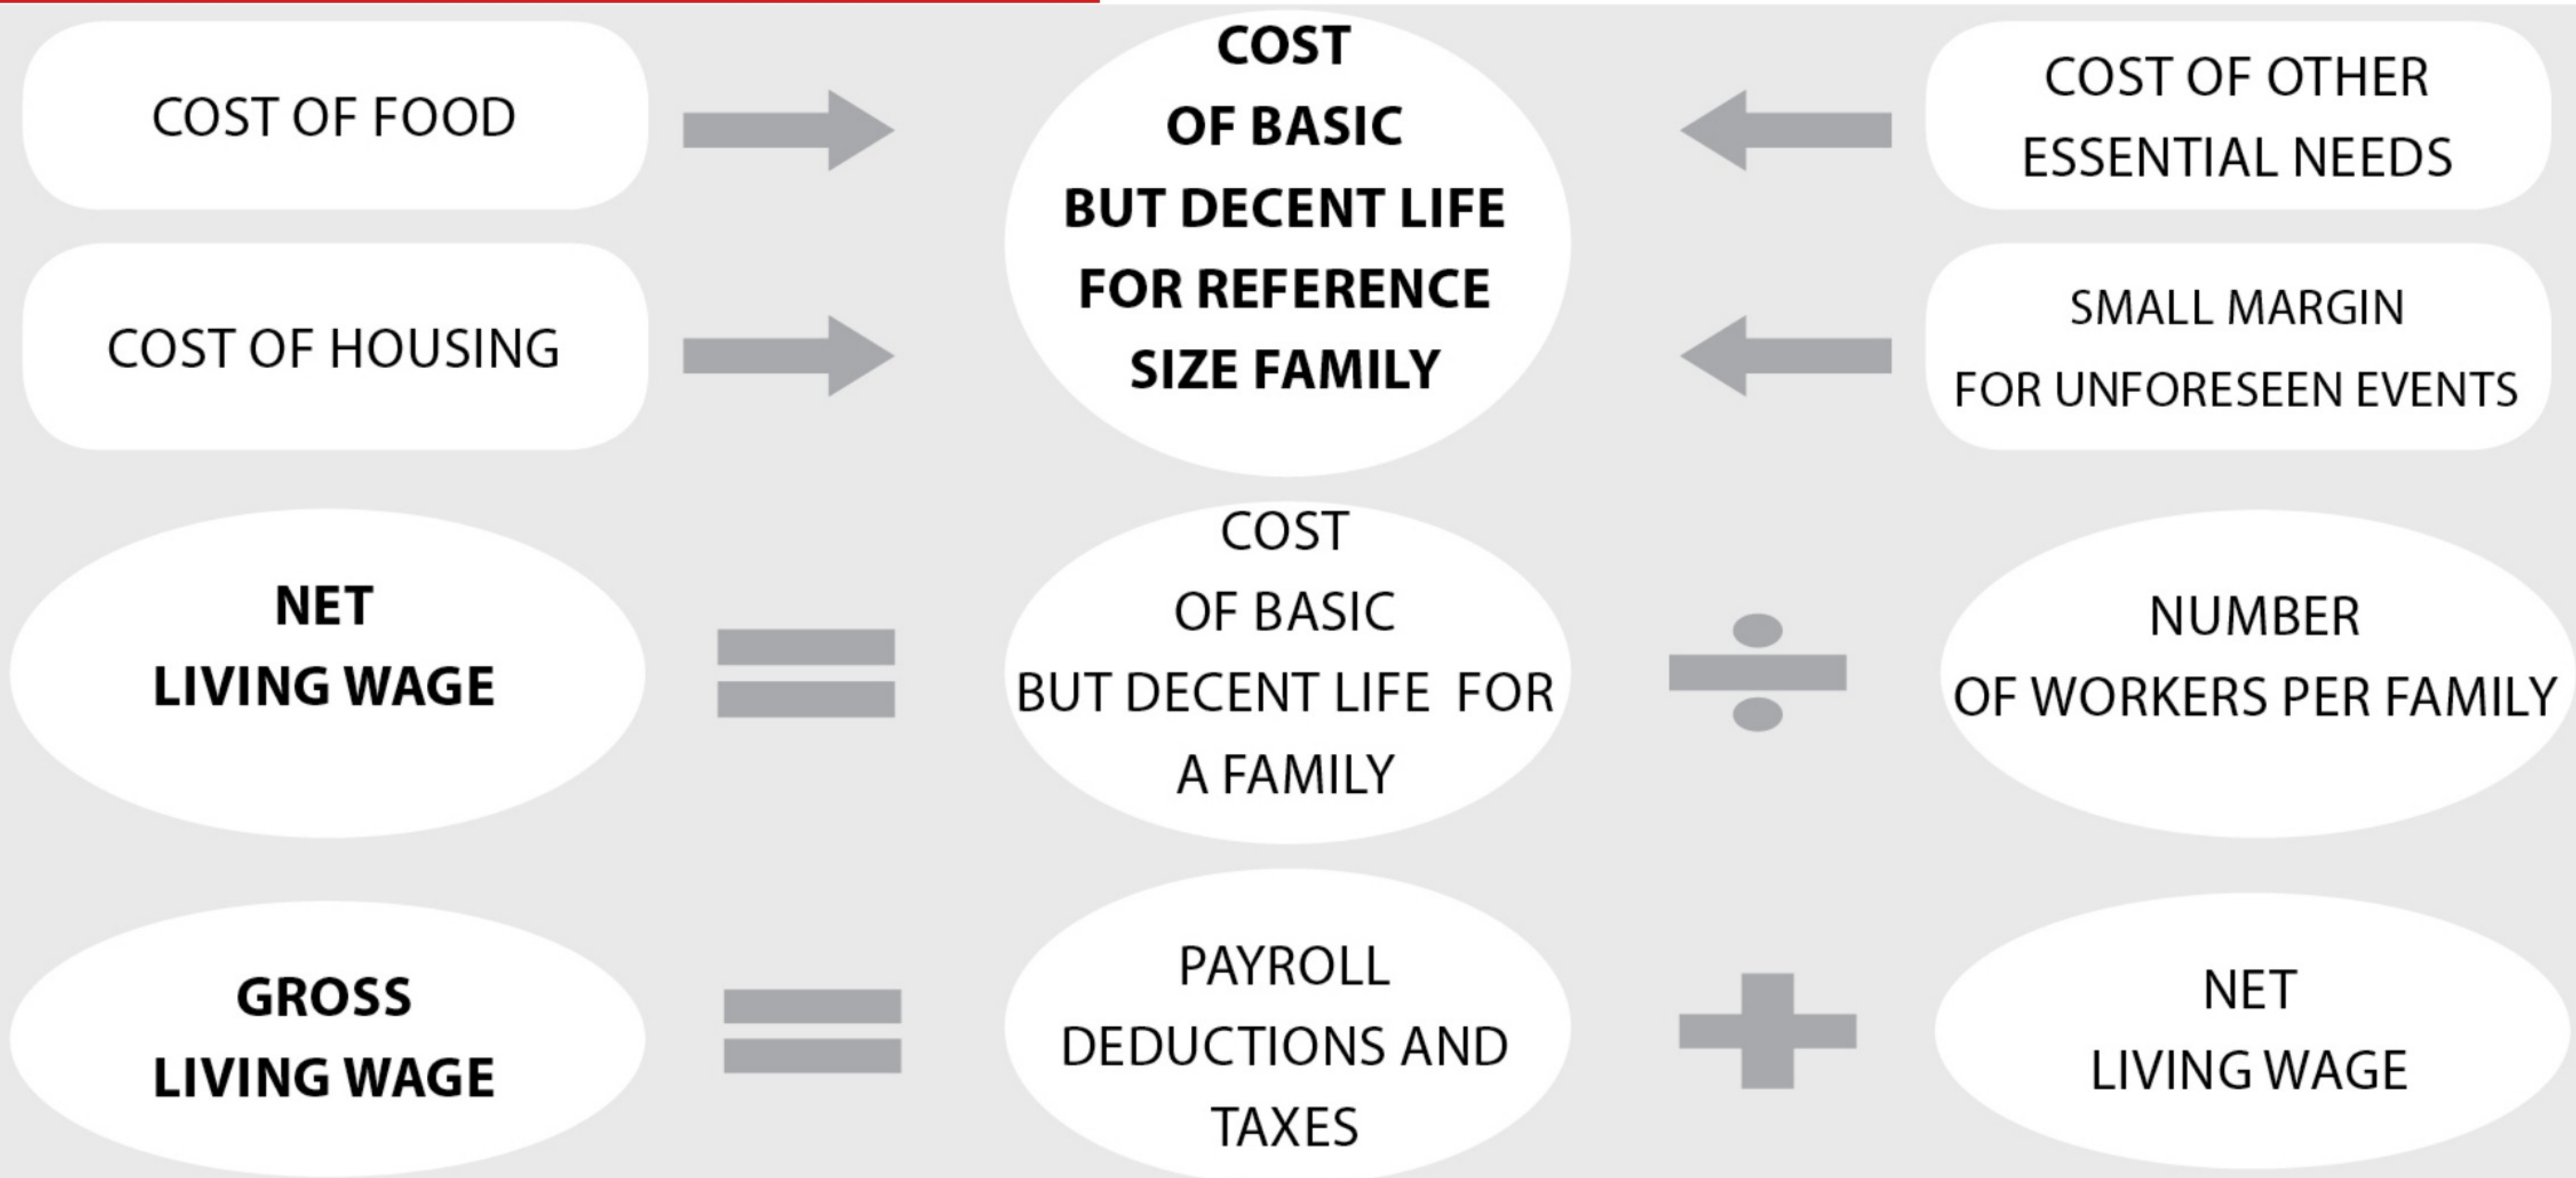 COST OF FOOD
COST OF HOUSING
COST
OF BASIC
BUT DECENT LIFE
FOR REFERENCE
SIZE FAMILY
COST OF OTHER
ESSENTIAL NEEDS
SMALL MARGIN
FOR UNFORESEEN EVENTS
NET
LIVING WAGE
COST
OF BASIC
BUT DECENT LIFE FOR
A FAMILY
NUMBER
OF WORKERS PER FAMILY
GROSS
LIVING WAGE
PAYROLL
DEDUCTIONS AND
TAXES
NET
LIVING WAGE